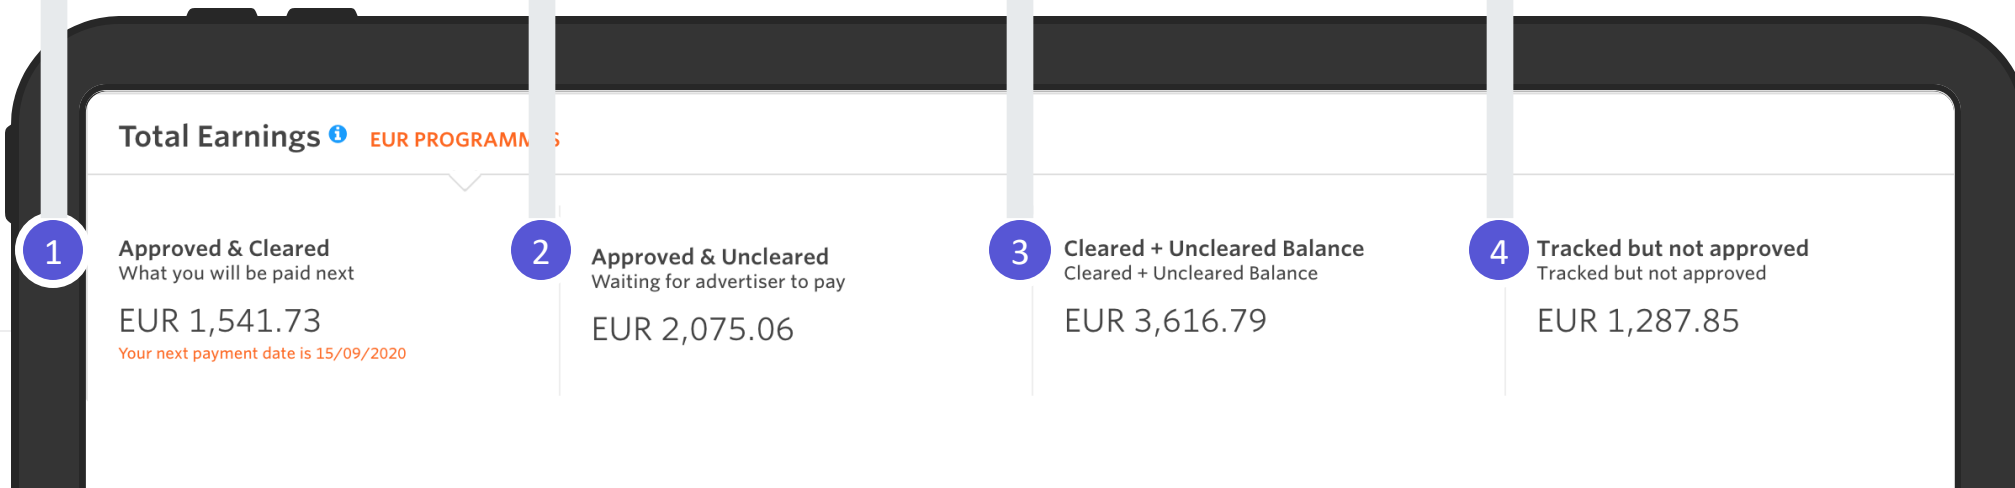 Total Earnings
1
Approved & Cleared
What you will be paid next
EUR 1,541.73
Your next payment date is 15/09/2020
2
Approved & Uncleared
Waiting for advertiser to pay
EUR 2,075.06
3
Cleared + Uncleared Balance
Cleared + Uncleared Balance
EUR 3,616.79
4
Tracked but not approved
Tracked but not approved
EUR 1,287.85